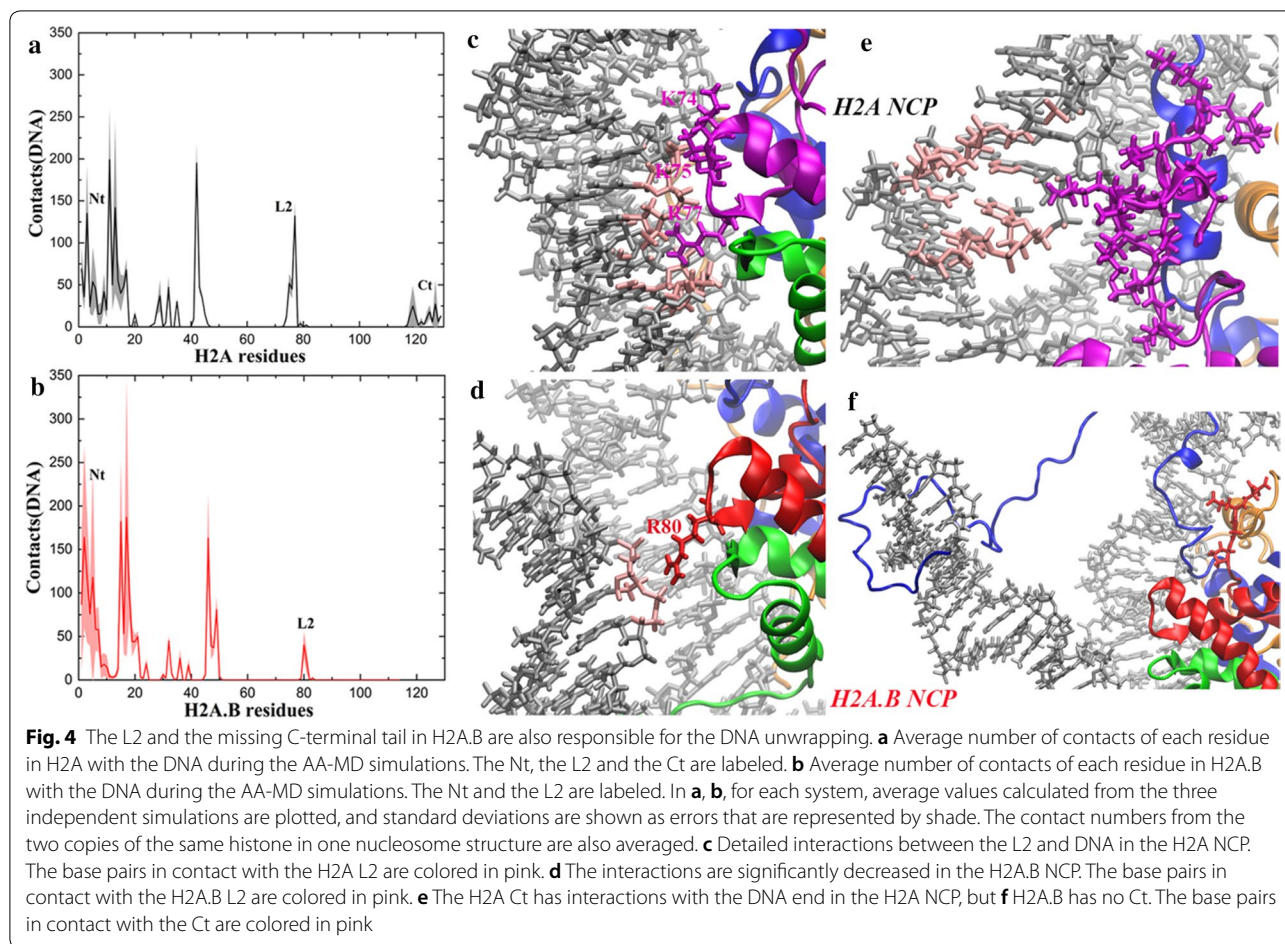 a
350
300
250
200
150
100
50
0
Contacts(DNA)
Nt
L2
Ct
0 20 40 60 80 100 120
H2A residues
b
350
300
250
200
150
100
50
0
Contacts(DNA)
Nt
L2
0 20 40 60 80 100 120
H2A.B residues
c
K74
K75
R77
d
R80
e
H2A NCP
f
H2A.B NCP
Fig. 4 The L2 and the missing C-terminal tail in H2A.B are also responsible for the DNA unwrapping. a Average number of contacts of each residue
in H2A with the DNA during the AA-MD simulations. The Nt, the L2 and the Ct are labeled. b Average number of contacts of each residue in H2A.B
with the DNA during the AA-MD simulations. The Nt and the L2 are labeled. In a, b, for each system, average values calculated from the three
independent simulations are plotted, and standard deviations are shown as errors that are represented by shade. The contact numbers from the
two copies of the same histone in one nucleosome structure are also averaged. c Detailed interactions between the L2 and DNA in the H2A NCP.
The base pairs in contact with the H2A L2 are colored in pink. d The interactions are significantly decreased in the H2A.B NCP. The base pairs in
contact with the H2A.B L2 are colored in pink. e The H2A Ct has interactions with the DNA end in the H2A NCP, but f H2A.B has no Ct. The base pairs
in contact with the Ct are colored in pink